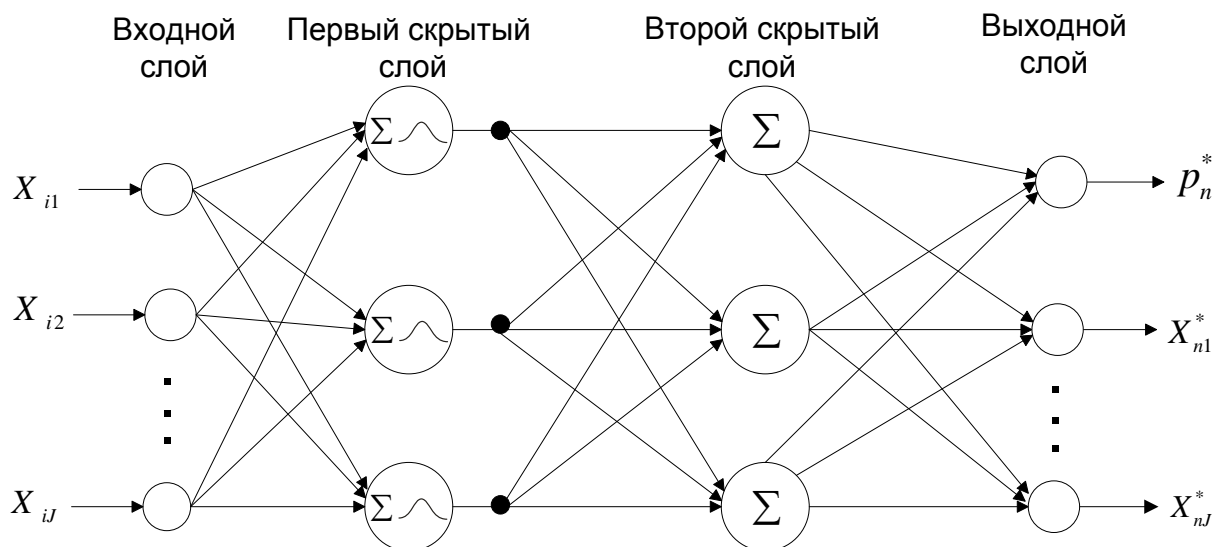 Входной
слой
Первый скрытый
слой
Второй скрытый
слой
Выходной
слой
X i1
X i2
X iJ
Σ
Σ
Σ
Σ
Σ
Σ
p*n
X*n1
X*nJ